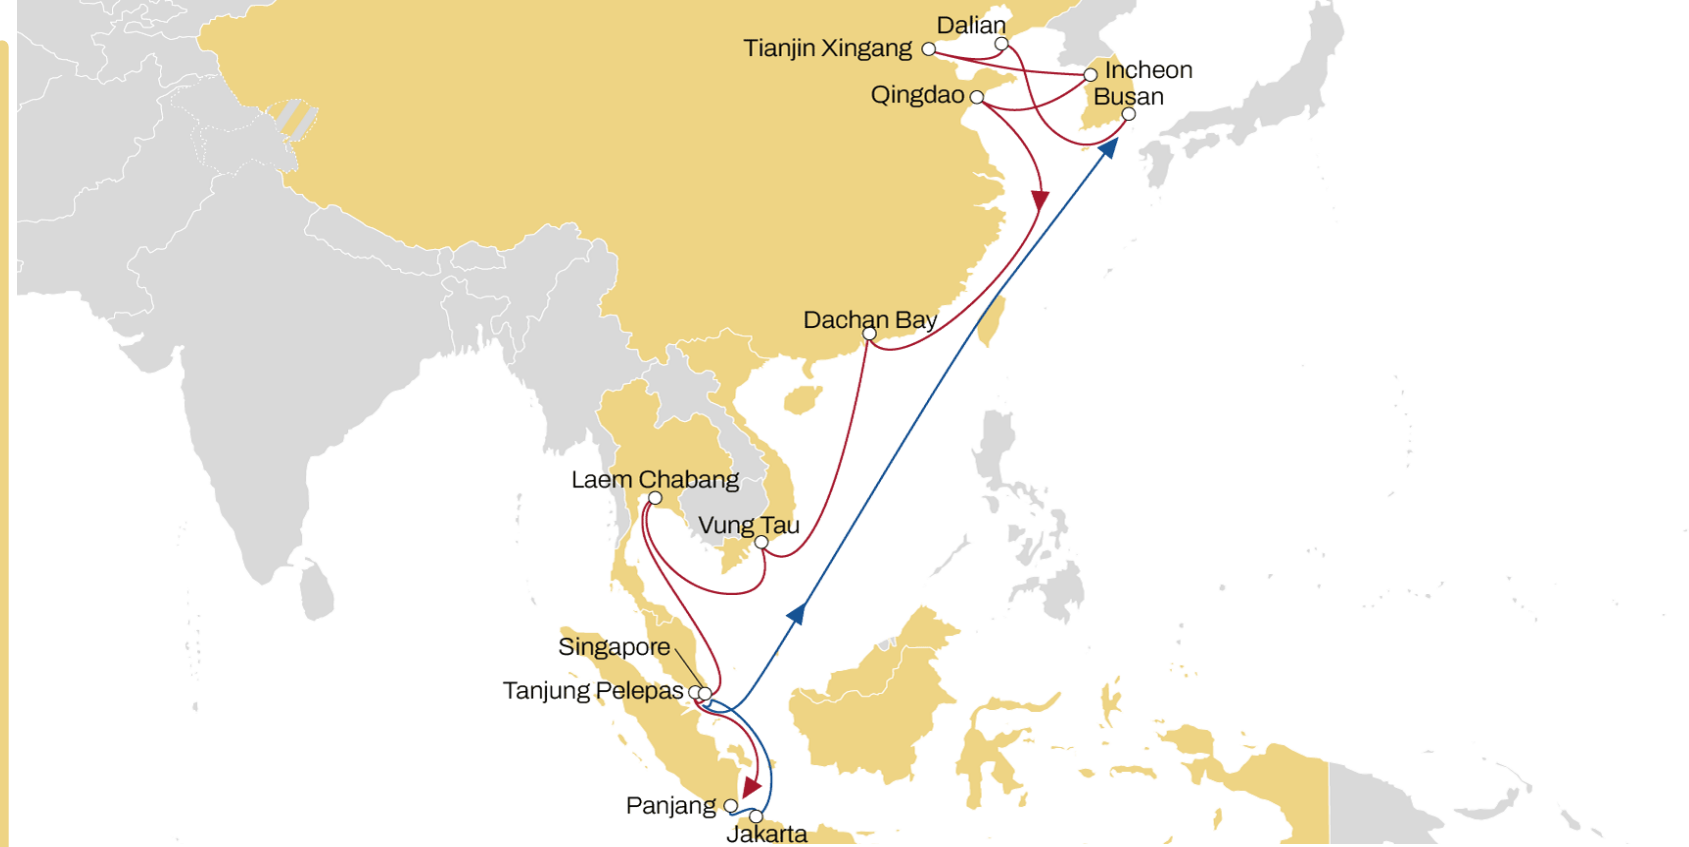 Dalian
Tianjin Xingang
Incheon
Qingdao
Busan
Dachan Bay
Laem Chabang
Vung Tau
Singapore
Tanjung Pelepas
Panjang
Jakarta